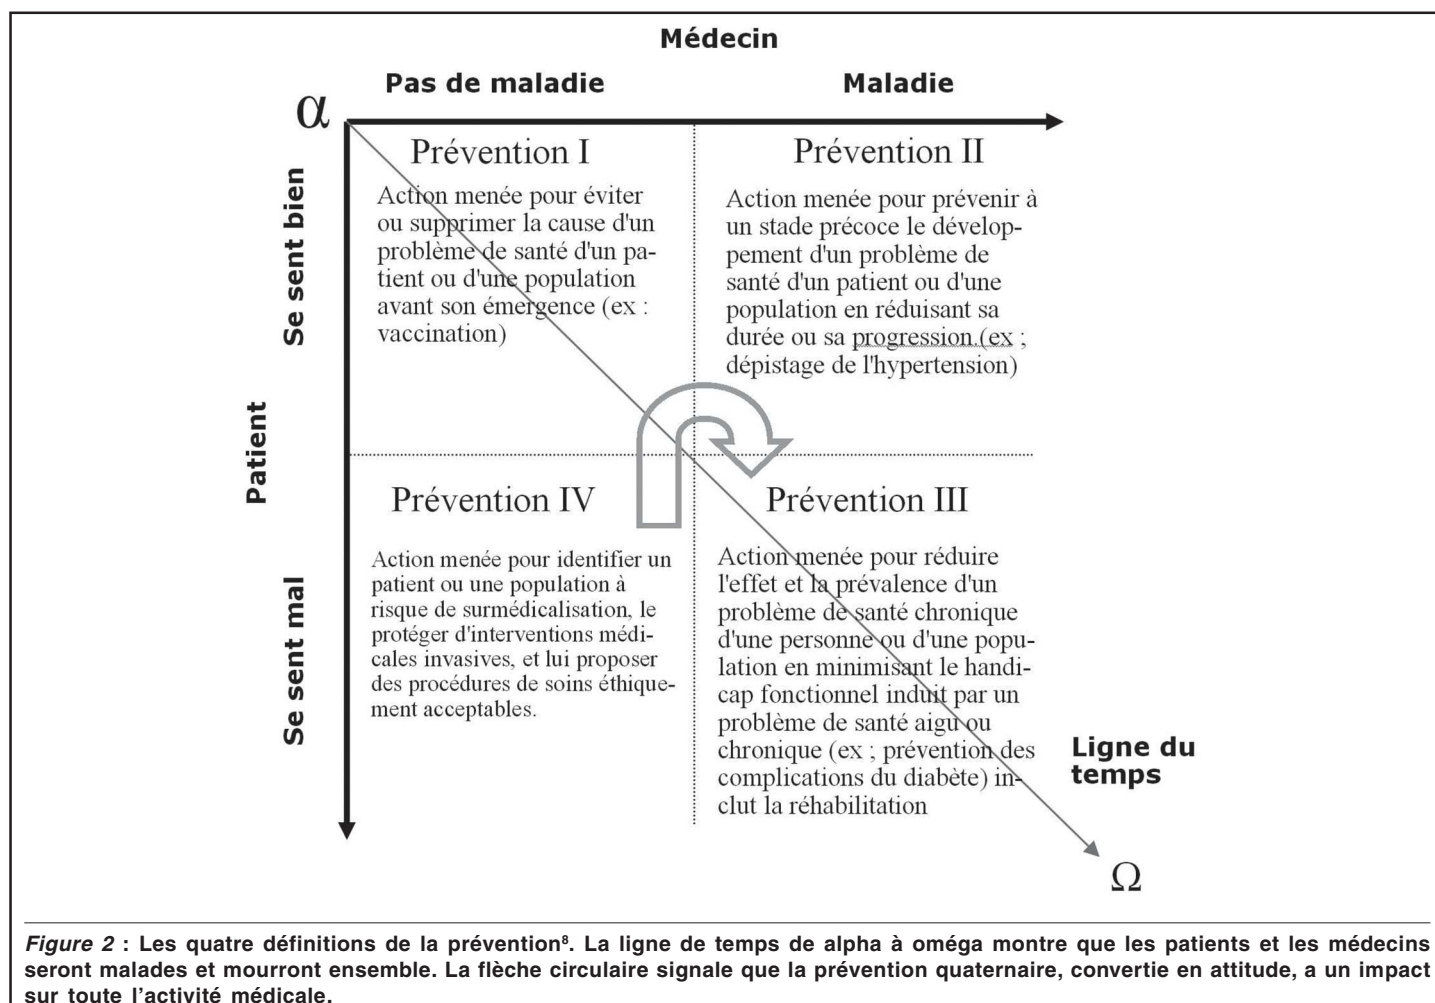 Médecin
Pas de maladie
Maladie
α
Se sent bien
Patient
Se sent mal
Prévention I
Action menée pour éviter
ou supprimer la cause d'un
problème de santé d'un pa-
tient ou d'une population
avant son émergence (ex :
vaccination)
Prévention II
Action menée pour prévenir à
un stade précoce le dévelop-
pement d'un problème de
santé d'un patient ou d'une
population en réduisant sa
durée ou sa progression.(ex ;
dépistage de l'hypertension)
Prévention IV
Action menée pour identifier un
patient ou une population à
risque de surmédicalisation, le
protéger d'interventions médi-
cales invasives, et lui proposer
des procédures de soins éthique-
ment acceptables.
Prévention III
Action menée pour réduire
l'effet et la prévalence d'un
problème de santé chronique
d'une personne ou d'une popu-
lation en minimisant le handi-
cap fonctionnel induit par un
problème de santé aigu ou
chronique (ex ; prévention des
complications du diabète) in-
clut la réhabilitation
Ligne du
temps
Ω
Figure 2 : Les quatre définitions de la prévention⁸. La ligne de temps de alpha à oméga montre que les patients et les médecins
seront malades et mourront ensemble. La flèche circulaire signale que la prévention quaternaire, convertie en attitude, a un impact
sur toute l'activité médicale.